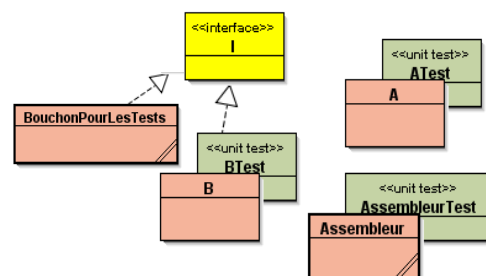 <<interface>>
I
<<unit test>>
ATest
A
BouchonPourLesTests
<<unit test>>
BTest
B
<<unit test>>
AssembleurTest
Assembleur